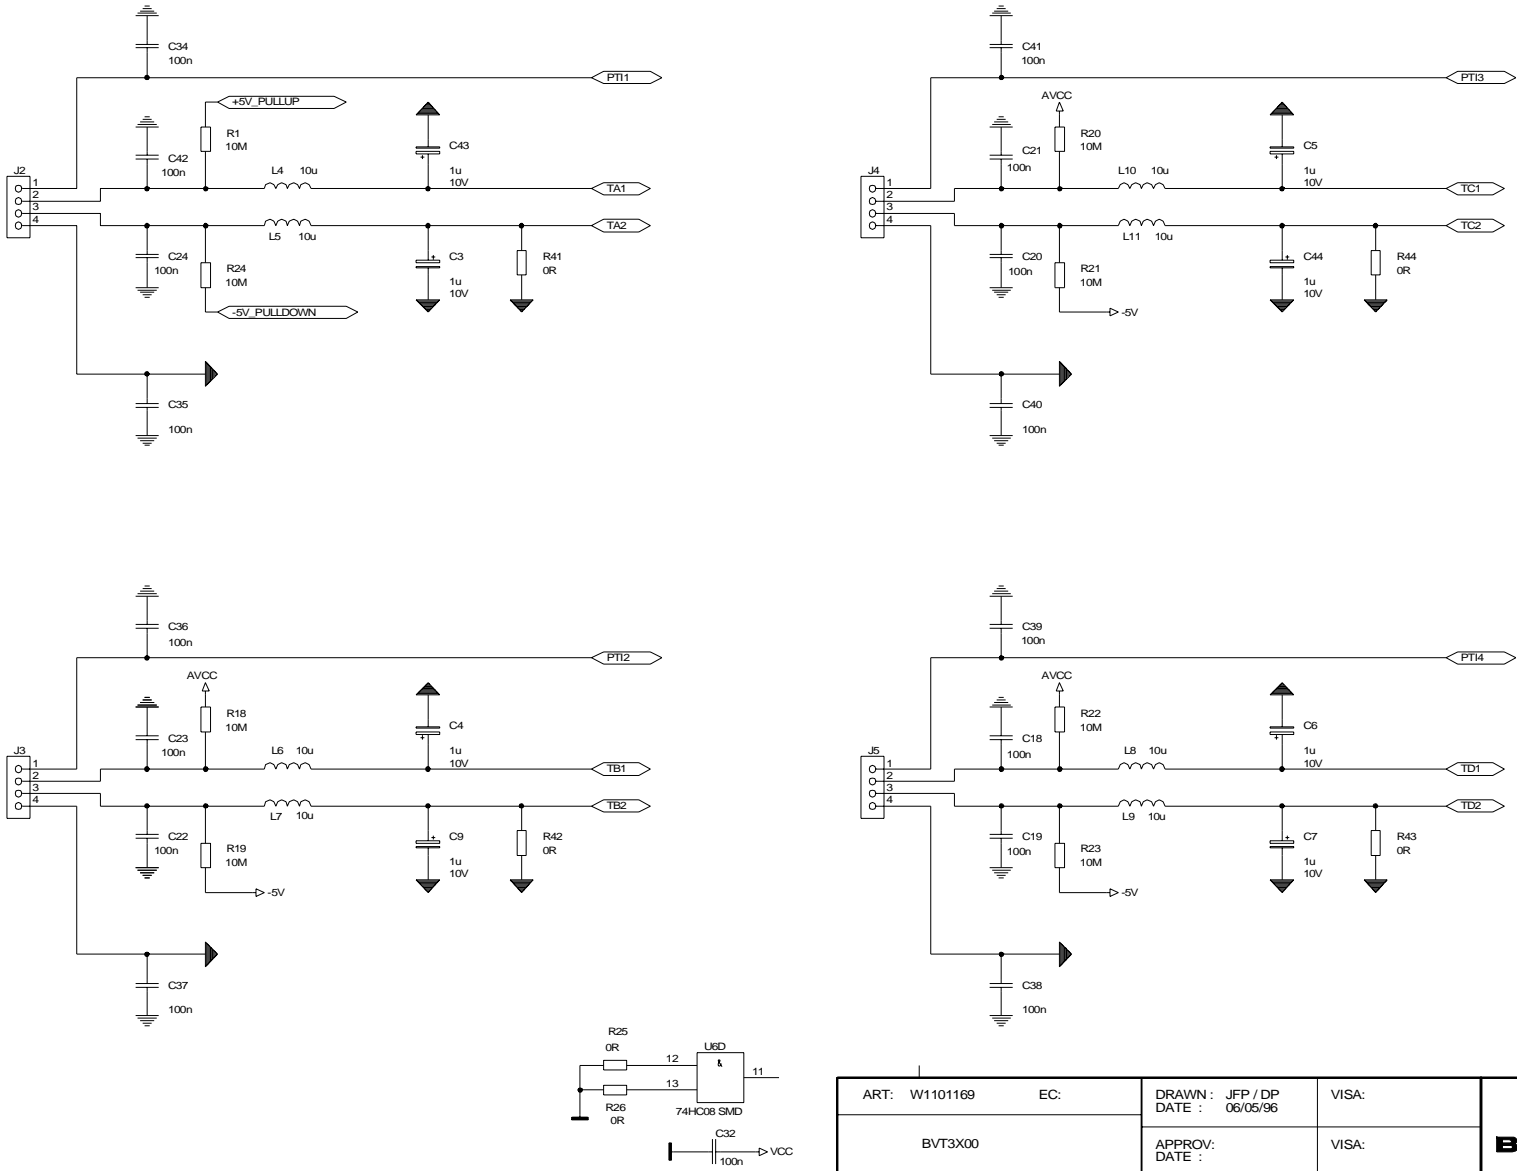 C34
100n
PTI1
+5V_PULLUP
R1
10M
C42
100n
C43
1u
10V
J2
1
2
3
4
L4 10u
TA1
TA2
L5 10u
C24
100n
R24
10M
C3
1u
10V
R41
0R
-5V_PULLDOWN
C35
100n
C41
100n
PTI3
AVCC
R20
10M
C21
100n
C5
1u
10V
J4
1
2
3
4
L10 10u
TC1
TC2
L11 10u
C20
100n
R21
10M
C44
1u
10V
R44
0R
-5V
C40
100n
C36
100n
PTI2
AVCC
R18
10M
C23
100n
C4
1u
10V
J3
1
2
3
4
L6 10u
TB1
TB2
L7 10u
C22
100n
R19
10M
C9
1u
10V
R42
0R
-5V
C37
100n
C39
100n
PTI4
AVCC
R22
10M
C18
100n
C6
1u
10V
J5
1
2
3
4
L8 10u
TD1
TD2
L9 10u
C19
100n
R23
10M
C7
1u
10V
R43
0R
-5V
C38
100n
R25
0R
12
13
U6D
&
11
R26
0R
74HC08 SMD
C32
100n
VCC
ART: W1101169 EC:
DRAWN : JFP / DP
DATE : 06/05/96
VISA:
BVT3X00
APPROV:
DATE :
VISA:
B